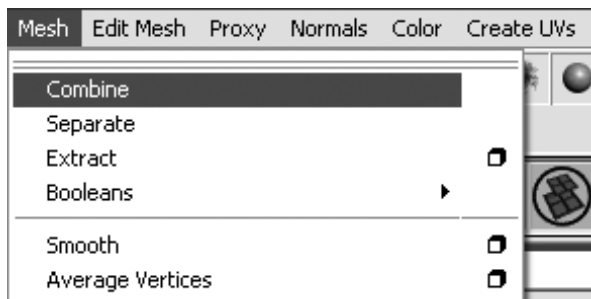 Mesh Edit Mesh Proxy Normals Color Create UVs
Combine
Separate
Extract
Booleans
Smooth
Average Vertices